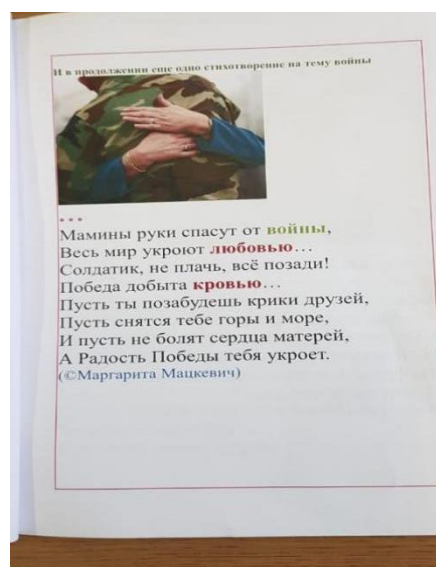 И в продолжении еще одно стихотворение на тему войны
* * *
Мамины руки спасут от войны,
Весь мир укроют любовью…
Солдатик, не плачь, всё позади!
Победа добыта кровью…
Пусть ты позабудешь крики друзей,
Пусть снятся тебе горы и море,
И пусть не болят сердца матерей,
А Радость Победы тебя укроет.
(©Маргарита Мацкевич)